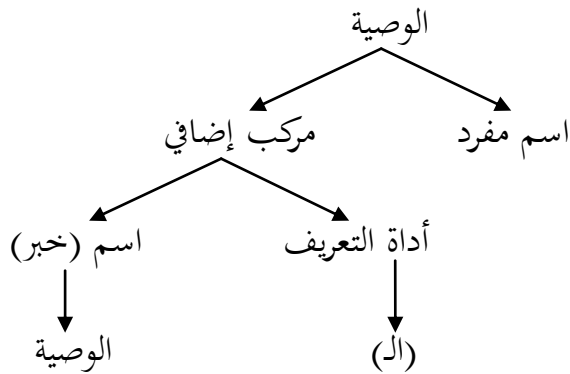 الوصية
اسم مفرد مركب إضافي
أداة التعريف اسم (خبر)
(الـ) الوصية